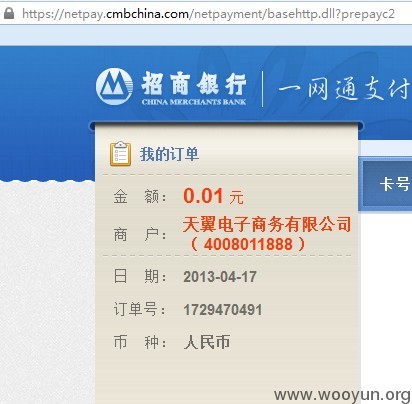 https://netpay.cmbchina.com/netpayment/basehttp.dll?prepayc2
招商银行 一网通支付
CHINA MERCHANTS BANK
我的订单
卡号
金 额: 0.01 元
商 户: 天翼电子商务有限公司
( 4008011888 )
日 期: 2013-04-17
订单号: 1729470491
币 种: 人民币
www.wooyun.org